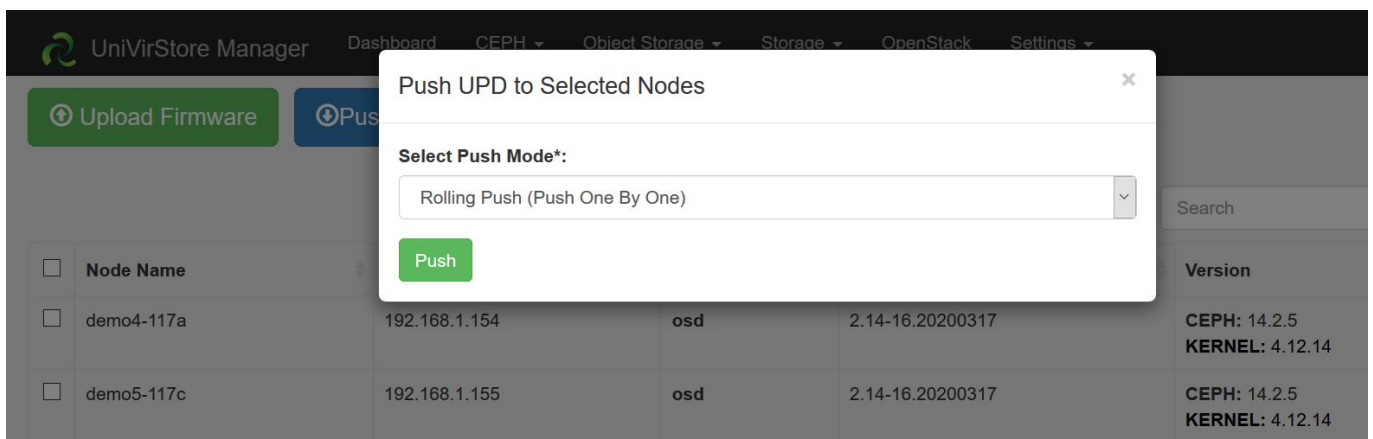 UniVirStore Manager Dashboard CEPH Object Storage Storage OpenStack Settings
Push UPD to Selected Nodes ×
Upload Firmware Pus
Select Push Mode*:
Rolling Push (Push One By One)
Search
Push
Node Name Version
demo4-117a 192.168.1.154 osd 2.14-16.20200317 CEPH: 14.2.5
KERNEL: 4.12.14
demo5-117c 192.168.1.155 osd 2.14-16.20200317 CEPH: 14.2.5
KERNEL: 4.12.14